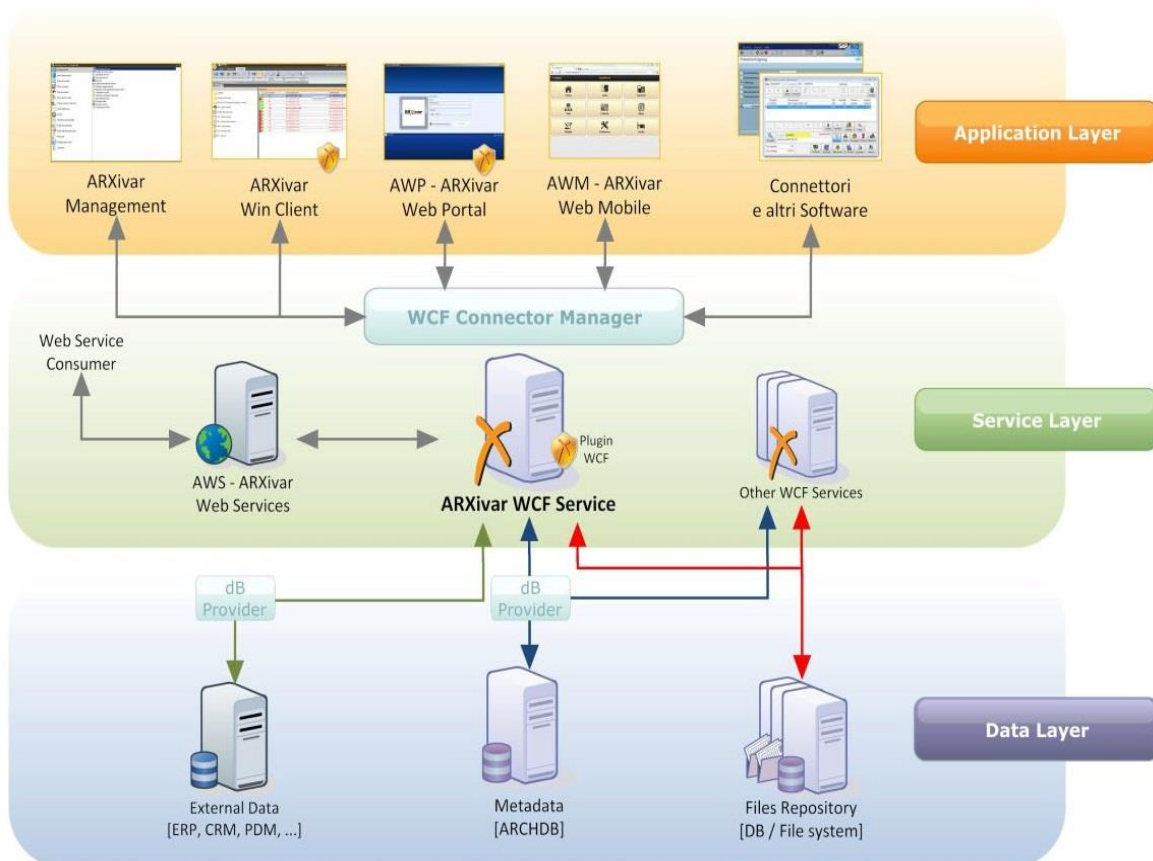 Application Layer
ARXivar
Management
ARXivar
Win Client
AWP - ARXivar
Web Portal
AWM - ARXivar
Web Mobile
Connettori
e altri Software
WCF Connector Manager
Web Service
Consumer
Service Layer
Plugin
WCF
AWS - ARXivar
Web Services
ARXivar WCF Service
Other WCF Services
dB
Provider
dB
Provider
Data Layer
External Data
[ERP, CRM, PDM, ...]
Metadata
[ARCHDB]
Files Repository
[DB / File system]